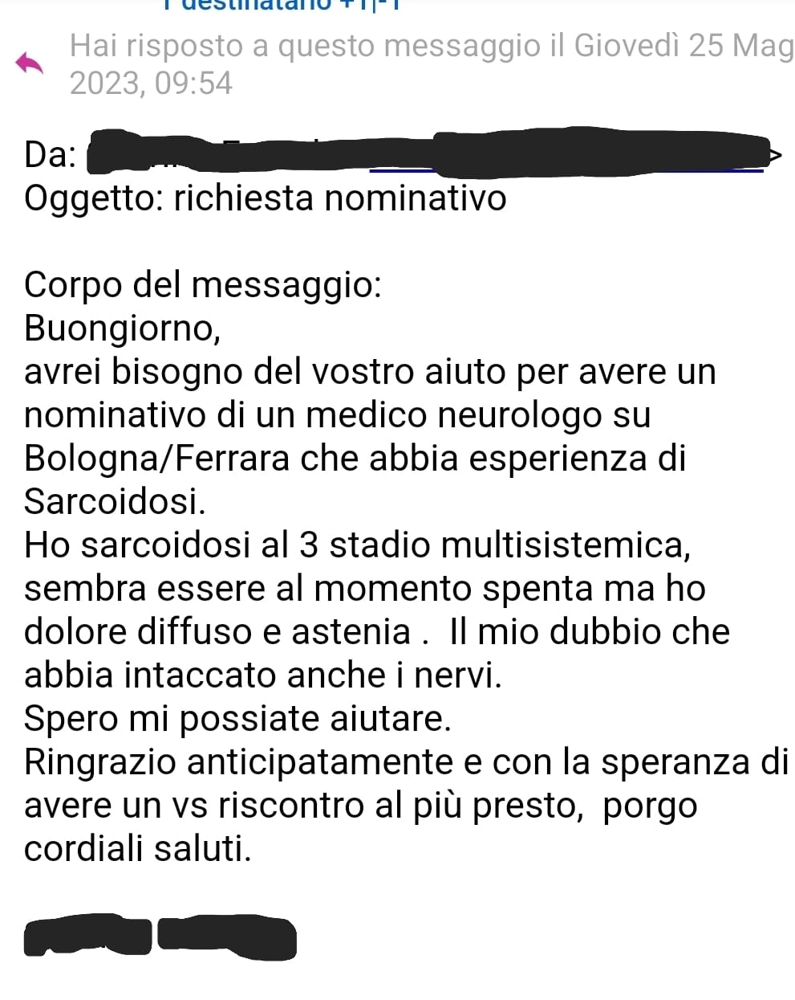 1 destinatario +1|-1
Hai risposto a questo messaggio il Giovedì 25 Mag
2023, 09:54
Da: >
Oggetto: richiesta nominativo
Corpo del messaggio:
Buongiorno,
avrei bisogno del vostro aiuto per avere un
nominativo di un medico neurologo su
Bologna/Ferrara che abbia esperienza di
Sarcoidosi.
Ho sarcoidosi al 3 stadio multisistemica,
sembra essere al momento spenta ma ho
dolore diffuso e astenia .  Il mio dubbio che
abbia intaccato anche i nervi.
Spero mi possiate aiutare.
Ringrazio anticipatamente e con la speranza di
avere un vs riscontro al più presto,  porgo
cordiali saluti.